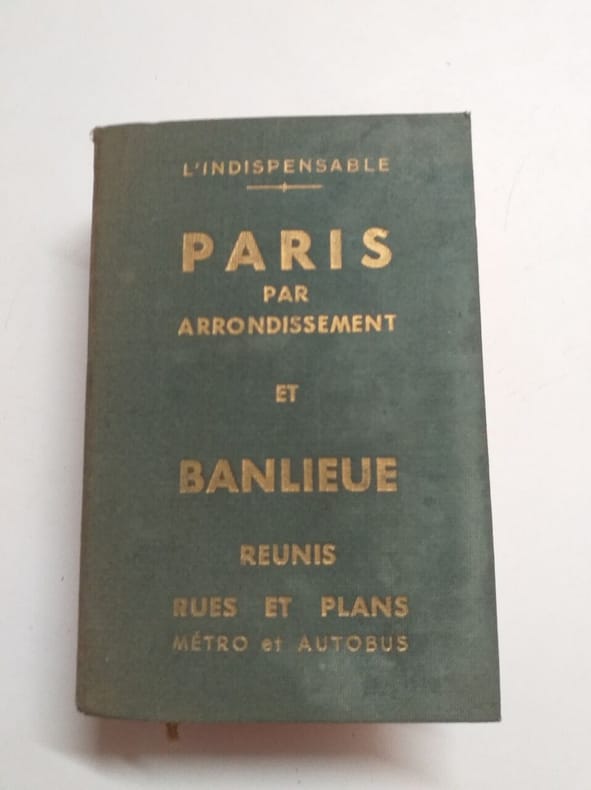 L'INDISPENSABLE
PARIS
PAR
ARRONDISSEMENT
ET
BANLIEUE
REUNIS
RUES ET PLANS
MÉTRO et AUTOBUS